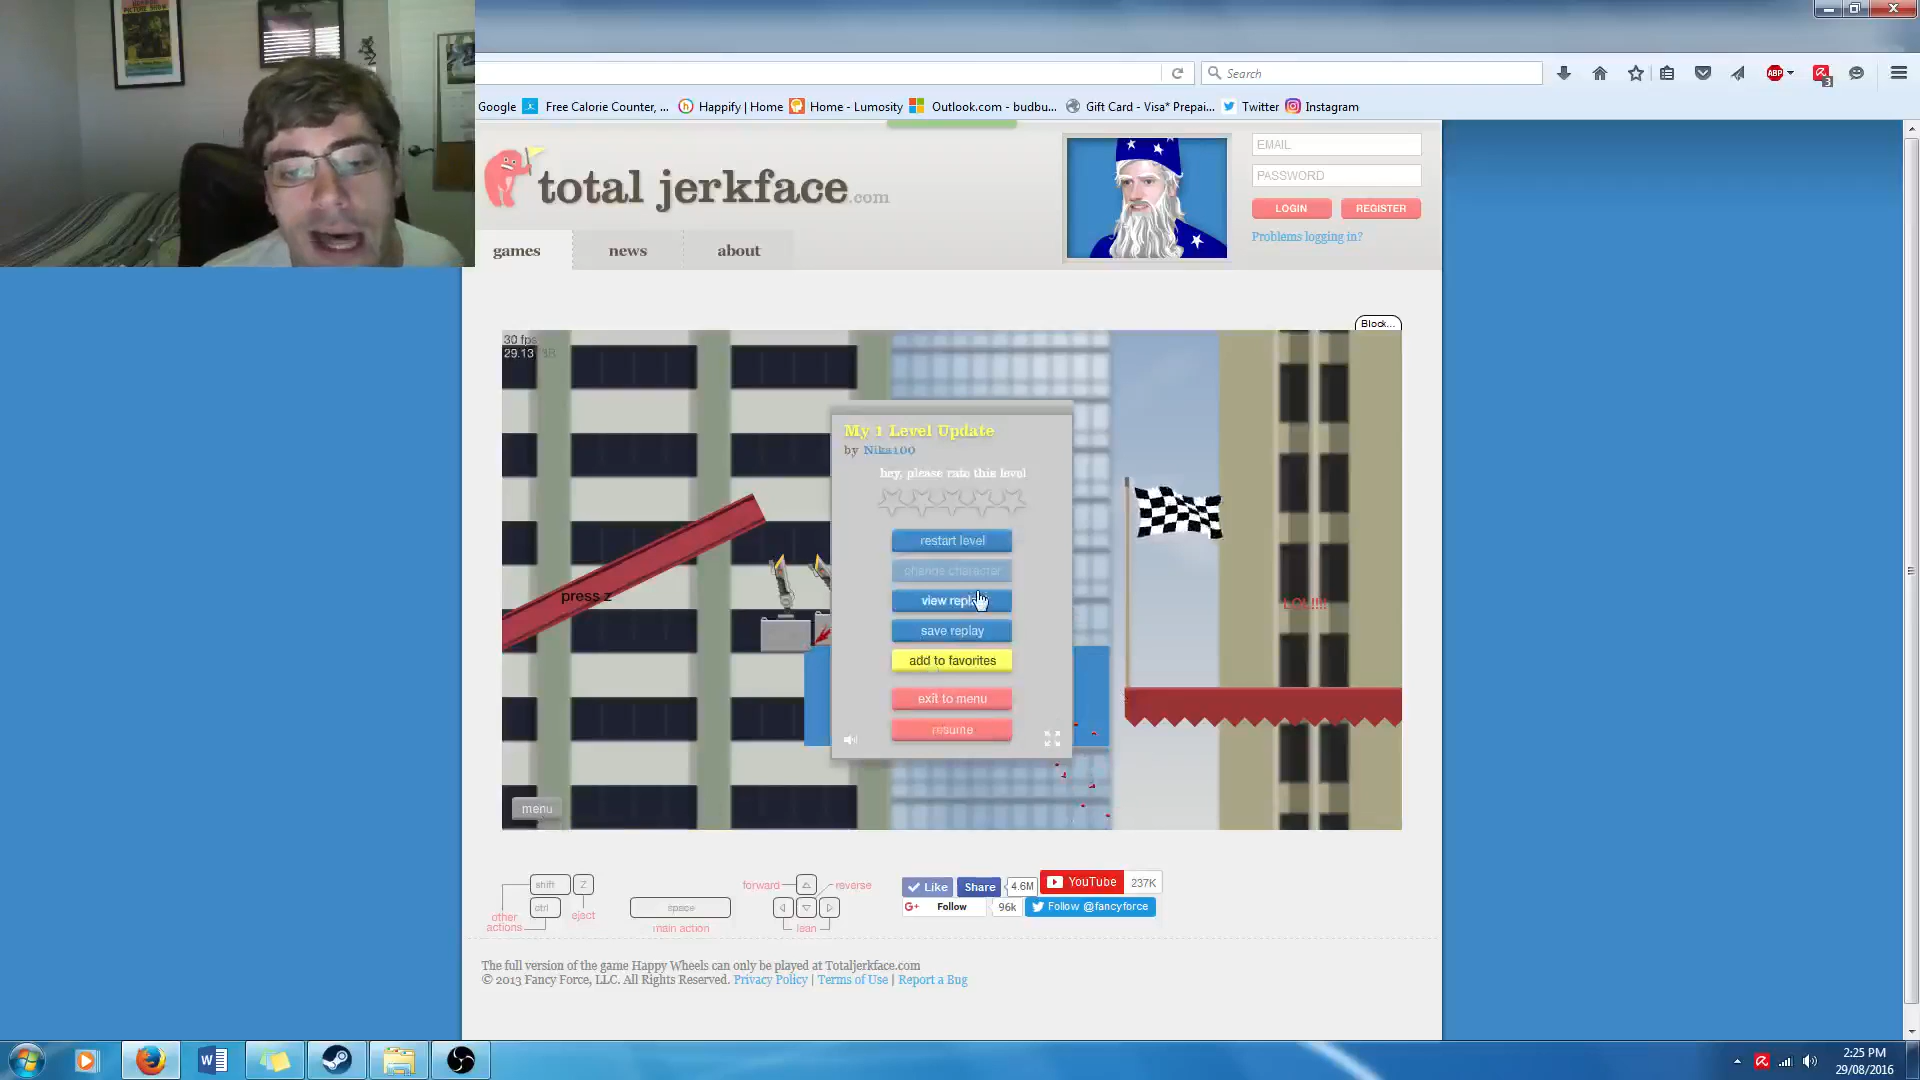 PICTURE SHOW
Search
ABP
3
Google
Free Calorie Counter, ...
Happify | Home
Home - Lumosity
Outlook.com - budbu...
Gift Card - Visa* Prepai...
Twitter
Instagram
total jerkface.com
EMAIL
PASSWORD
LOGIN
REGISTER
Problems logging in?
games
news
about
Block...
30 fps
29.13
My 1 Level Update
by Nika100
hey, please rate this level
restart level
change character
view replay
save replay
add to favorites
exit to menu
resume
press z
LOL!!!!
menu
shift
Z
ctrl
other actions
eject
space
main action
forward
reverse
lean
Like
Share
4.6M
YouTube
237K
G+
Follow
96k
Follow @fancyforce
The full version of the game Happy Wheels can only be played at Totaljerkface.com
© 2013 Fancy Force, LLC. All Rights Reserved. Privacy Policy | Terms of Use | Report a Bug
2:25 PM
29/08/2016